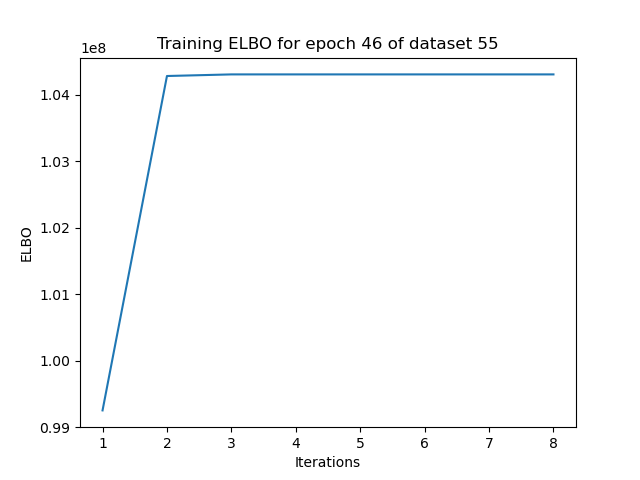 Training ELBO for epoch 46 of dataset 55
1e8
1.04
1.03
1.02
1.01
1.00
0.99
ELBO
1 2 3 4 5 6 7 8
Iterations